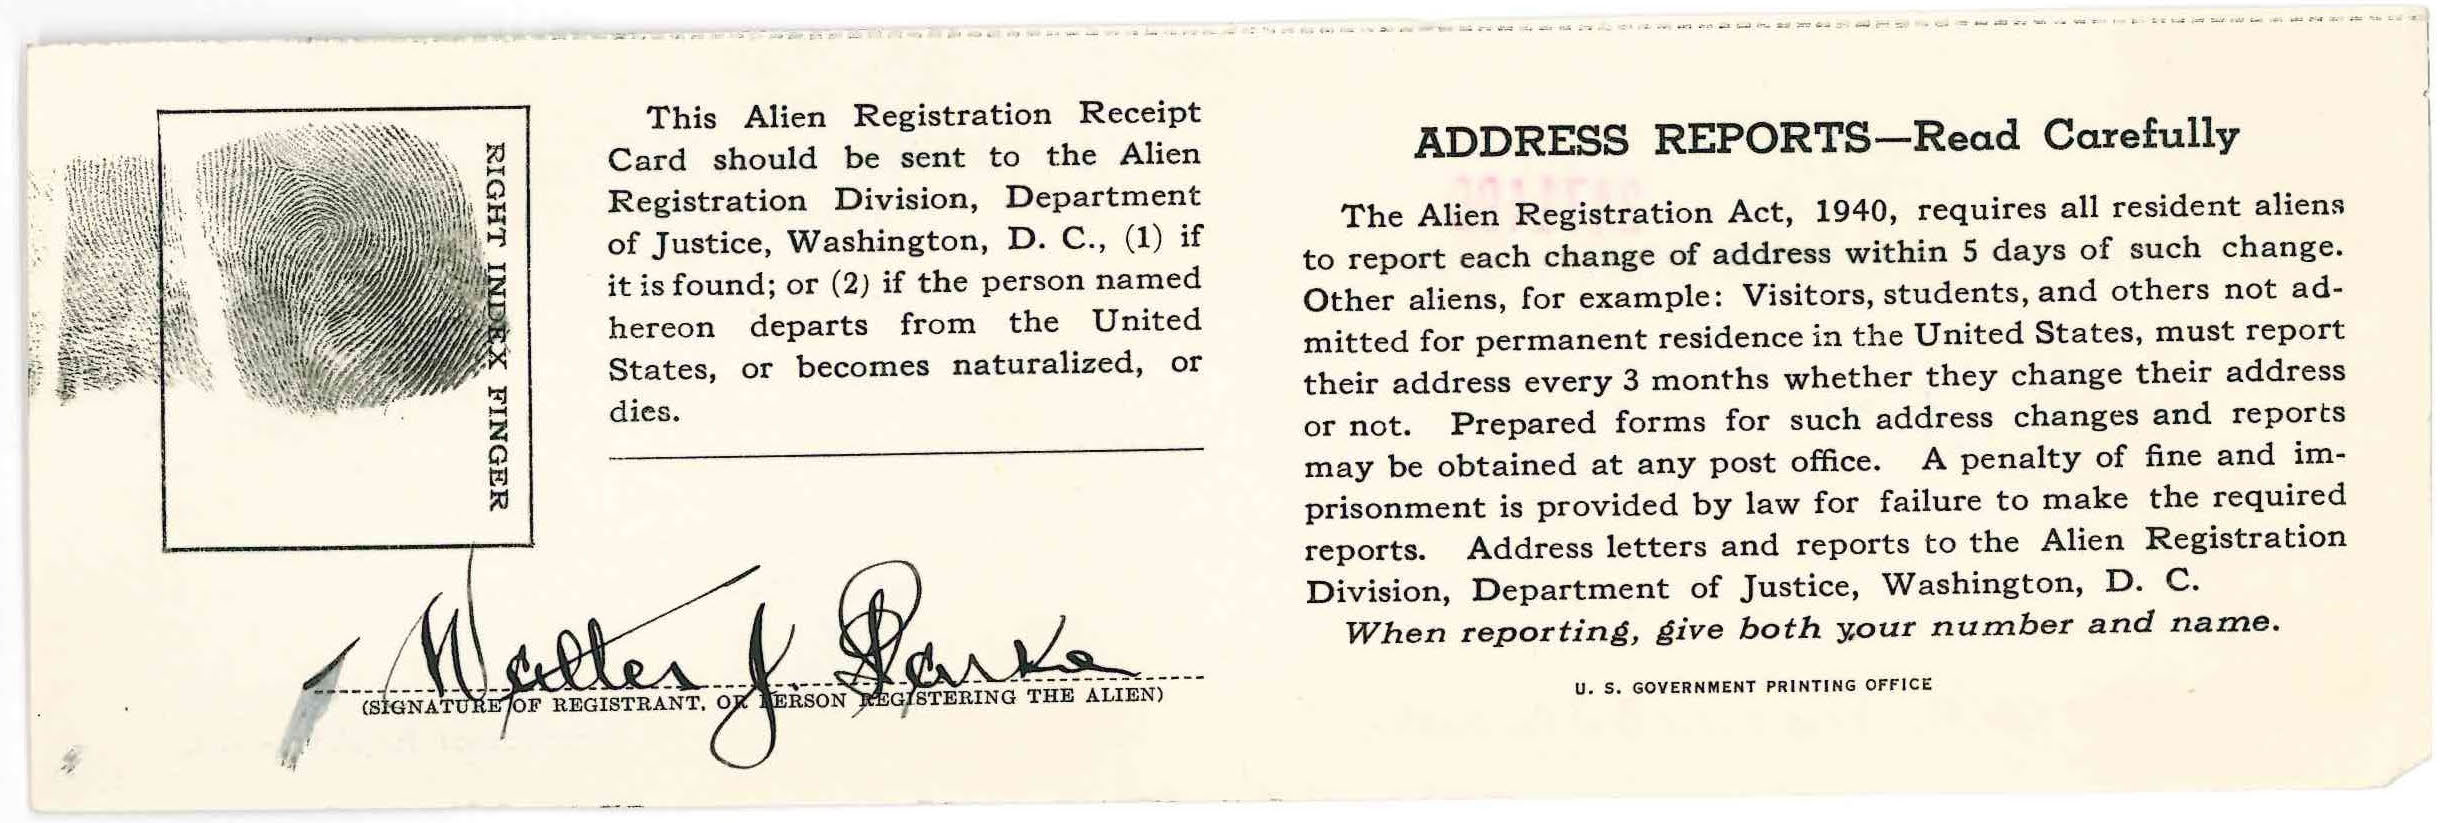 RIGHT INDEX FINGER
This Alien Registration Receipt
Card should be sent to the Alien
Registration Division, Department
of Justice, Washington, D. C., (1) if
it is found; or (2) if the person named
hereon departs from the United
States, or becomes naturalized, or
dies.
Walter J.
(SIGNATURE OF REGISTRANT, OR PERSON REGISTERING THE ALIEN)
ADDRESS REPORTS—Read Carefully
The Alien Registration Act, 1940, requires all resident aliens
to report each change of address within 5 days of such change.
Other aliens, for example: Visitors, students, and others not ad-
mitted for permanent residence in the United States, must report
their address every 3 months whether they change their address
or not. Prepared forms for such address changes and reports
may be obtained at any post office. A penalty of fine and im-
prisonment is provided by law for failure to make the required
reports. Address letters and reports to the Alien Registration
Division, Department of Justice, Washington, D. C.
When reporting, give both your number and name.
U. S. GOVERNMENT PRINTING OFFICE